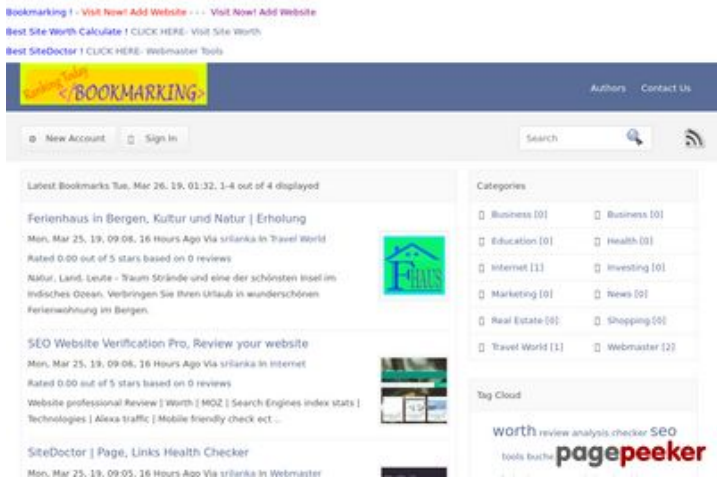 Bookmarking ! - Visit Now! Add Website - - - Visit Now! Add Website
Best Site Worth Calculate ! CLICK HERE- Visit Site Worth
Best SiteDoctor ! CLICK HERE- Webmaster Tools
Ranking Today
</BOOKMARKING>
Authors Contact Us
New Account Sign In
Search
Latest Bookmarks Tue, Mar 26, 19, 01:32, 1-4 out of 4 displayed
Ferienhaus in Bergen, Kultur und Natur | Erholung
Mon, Mar 25, 19, 09:08, 16 Hours Ago Via srilanka In Travel World
Rated 0.00 out of 5 stars based on 0 reviews
Natur, Land, Leute - Traum Strände und eine der schönsten Insel im
Indisches Ozean. Verbringen Sie Ihren Urlaub in wunderschönen
Ferienwohnung im Bergen.
FHAUS
SEO Website Verification Pro, Review your website
Mon, Mar 25, 19, 09:06, 16 Hours Ago Via srilanka In Internet
Rated 0.00 out of 5 stars based on 0 reviews
Website professional Review | Worth | MOZ | Search Engines index stats |
Technologies | Alexa traffic | Mobile friendly check ect ...
SiteDoctor | Page, Links Health Checker
Mon, Mar 25, 19, 09:05, 16 Hours Ago Via srilanka In Webmaster
Categories
Business [0] Business [0]
Education [0] Health [0]
Internet [1] Investing [0]
Marketing [0] News [0]
Real Estate [0] Shopping [0]
Travel World [1] Webmaster [2]
Tag Cloud
worth review analysis checker seo
tools buche
pagepeeker